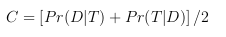 C = [Pr(D|T) + Pr(T|D)] /2